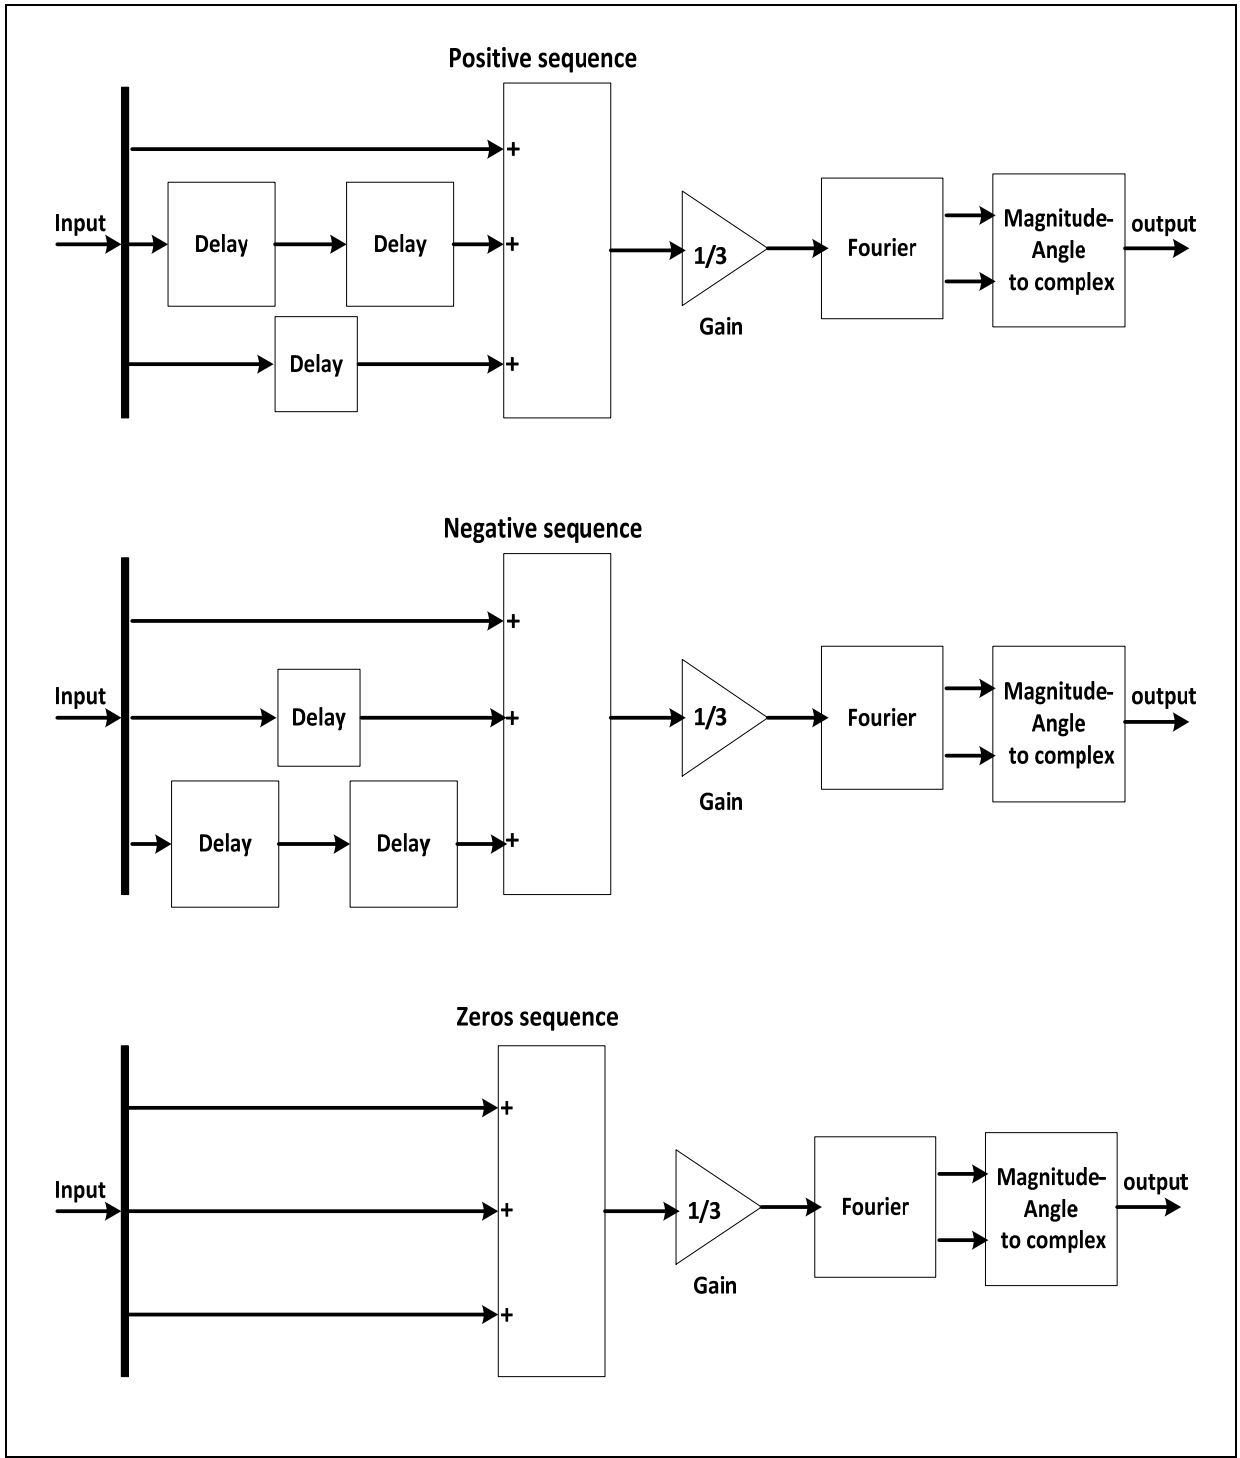 Positive sequence
+
Input
Delay
Delay
+
1/3
Fourier
Magnitude-
Angle
to complex
output
Gain
Delay
+
Negative sequence
+
Input
Delay
+
1/3
Fourier
Magnitude-
Angle
to complex
output
Gain
Delay
Delay
+
Zeros sequence
+
Input
+
1/3
Fourier
Magnitude-
Angle
to complex
output
Gain
+